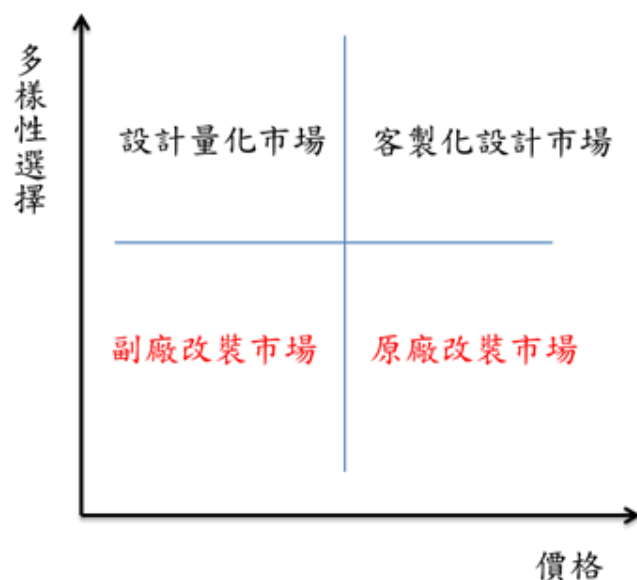 多樣性選擇
設計量化市場
客製化設計市場
副廠改裝市場
原廠改裝市場
價格